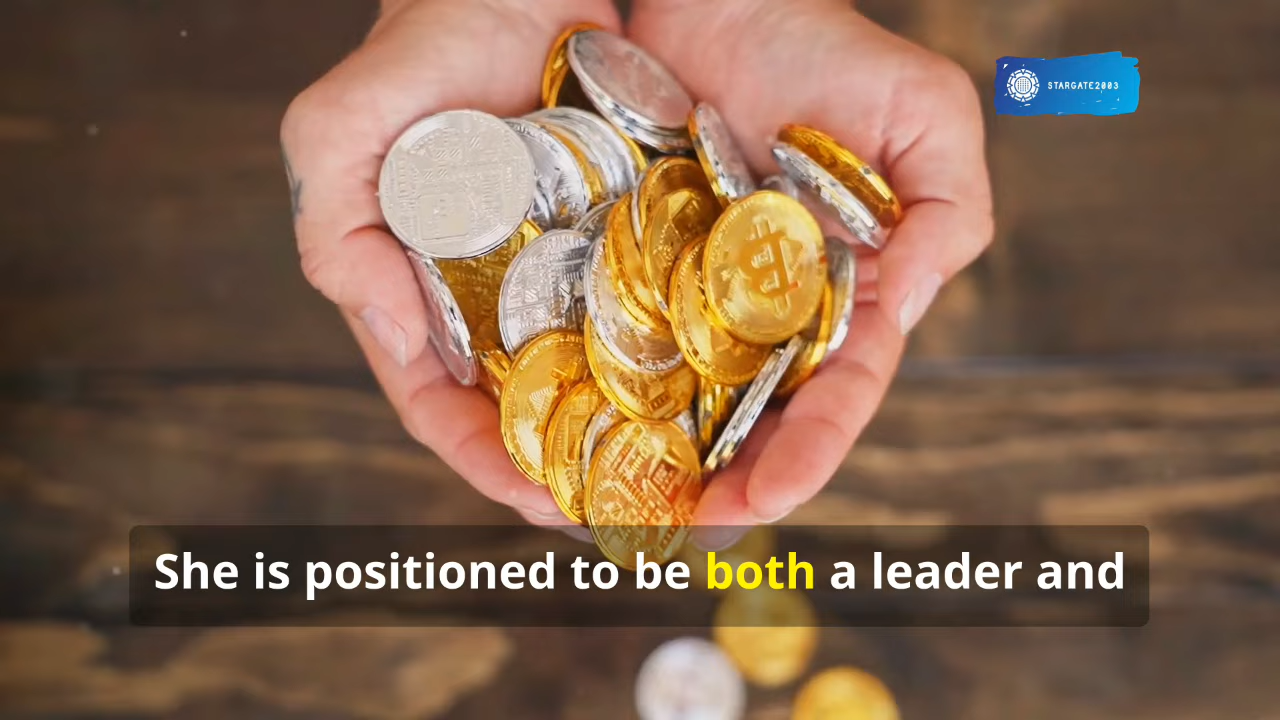 STARGATE2003
She is positioned to be both a leader and